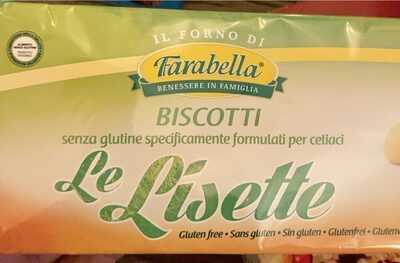 IL FORNO DI
Farabella®
BENESSERE IN FAMIGLIA
BISCOTTI
senza glutine specificamente formulati per celiaci
Le Lisette
Gluten free • Sans gluten • Sin gluten • Glutenfrei •